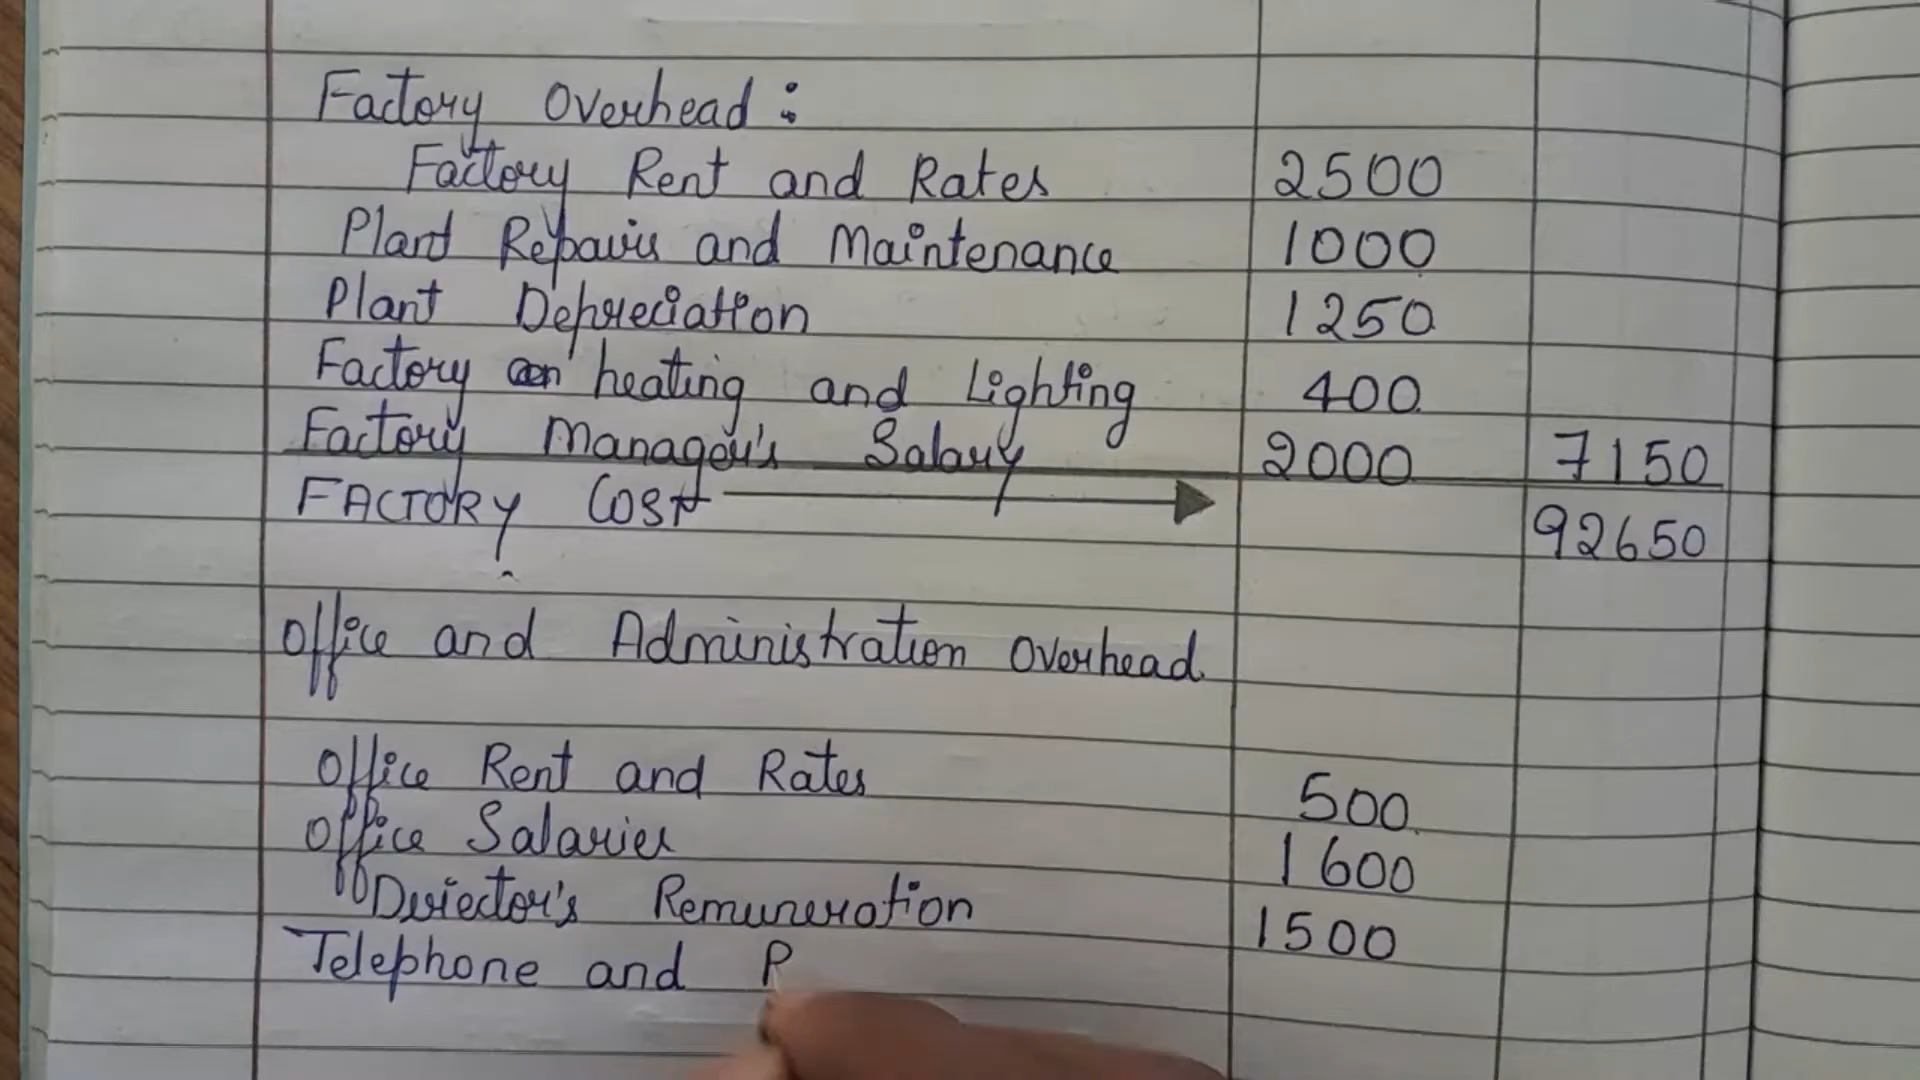 Factory Overhead :
Factory Rent and Rates 2500
Plant Repairs and Maintenance 1000
Plant Depreciation 1250
Factory heating and Lighting 400
Factory Manager's Salary 2000 7150
FACTORY COST 92650
Office and Administration Overhead.
Office Rent and Rates 500
Office Salaries 1600
Director's Remuneration 1500
Telephone and P